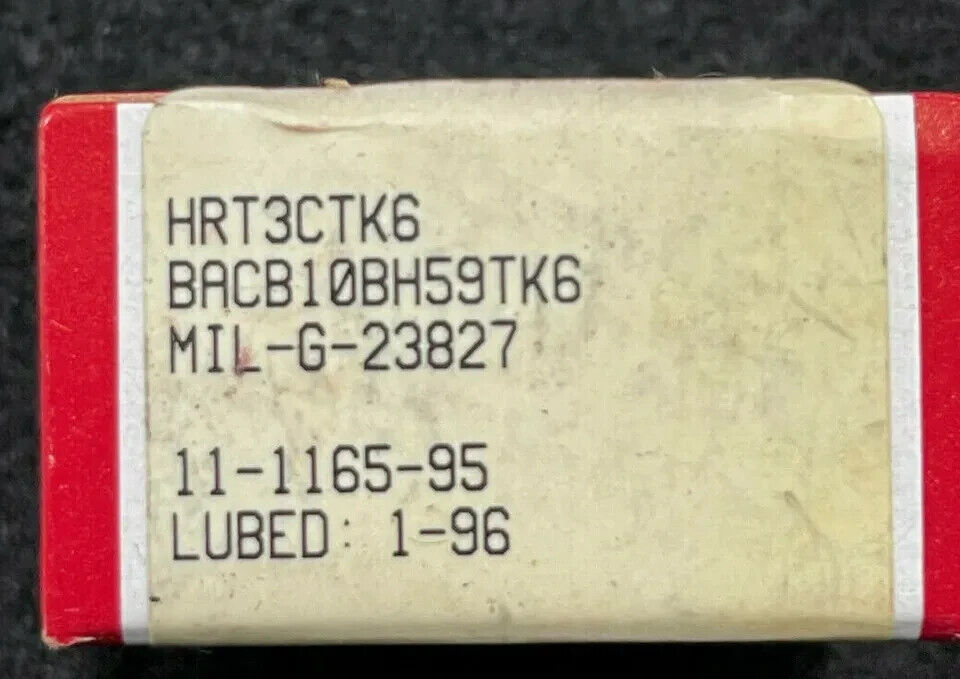 HRT3CTK6
BACB10BH59TK6
MIL-G-23827
11-1165-95
LUBED: 1-96